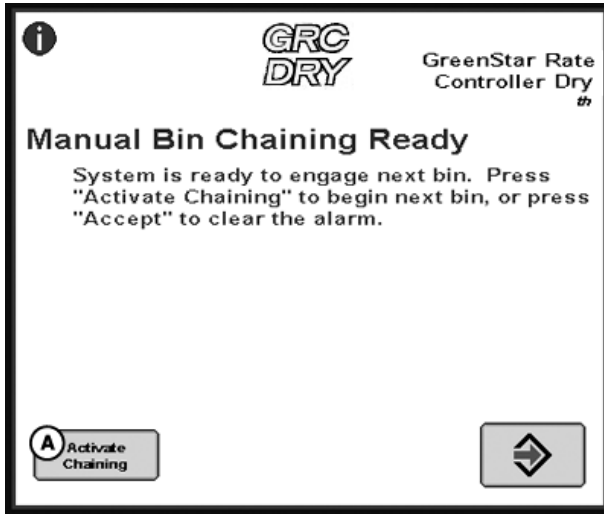 GRC
DRY
GreenStar Rate
Controller Dry
th
Manual Bin Chaining Ready
System is ready to engage next bin. Press
"Activate Chaining" to begin next bin, or press
"Accept" to clear the alarm.
A
Activate
Chaining